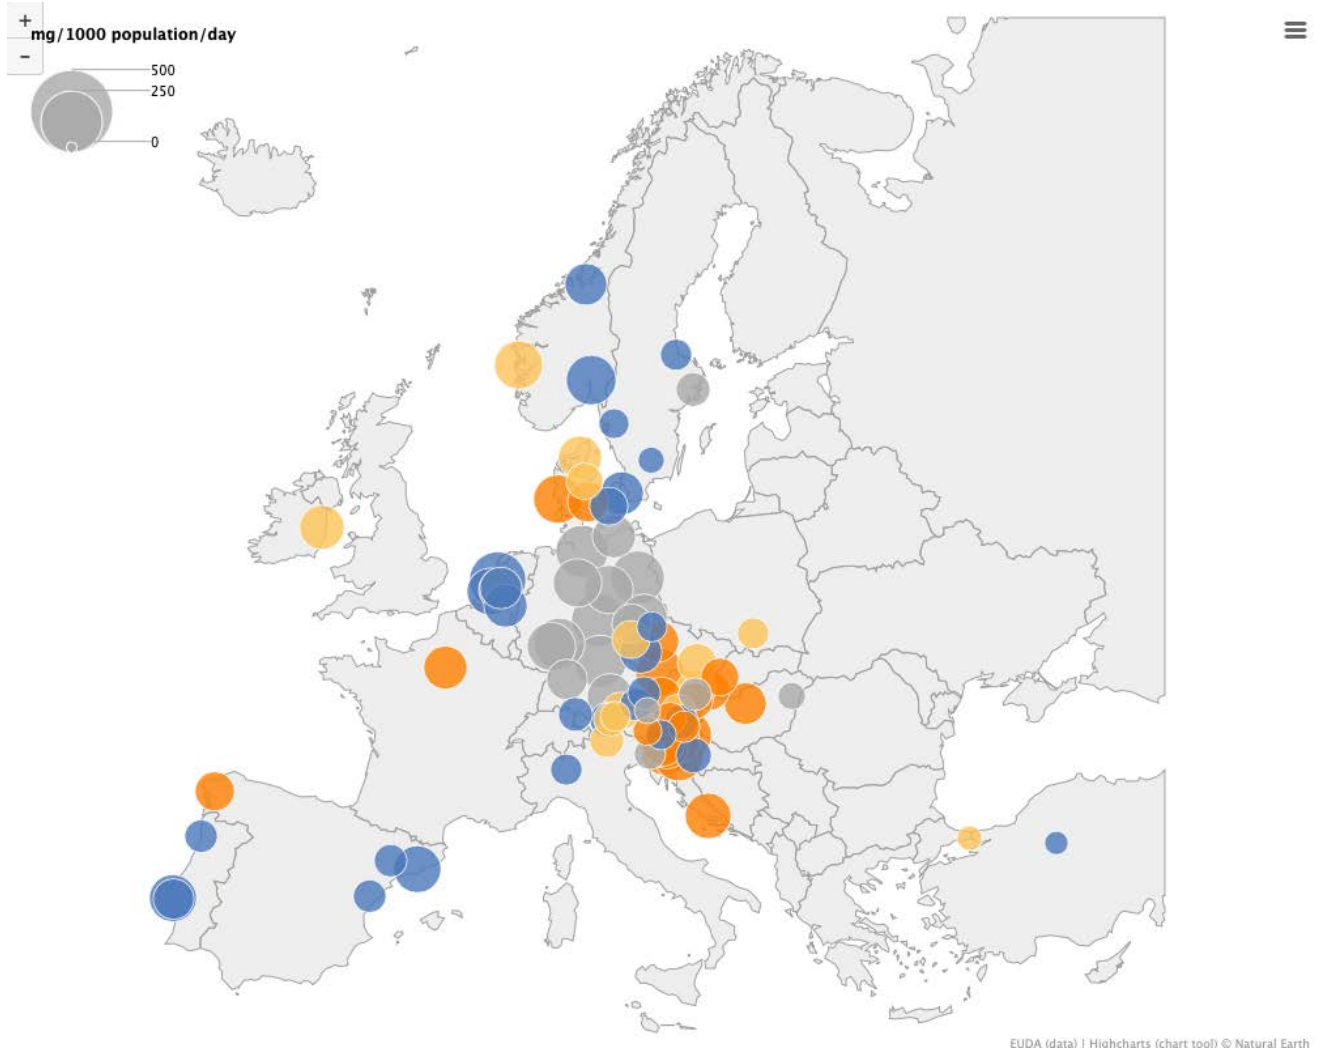 +
mg/1000 population/day
−
500
250
0
EUDA (data) | Highcharts (chart tool) © Natural Earth